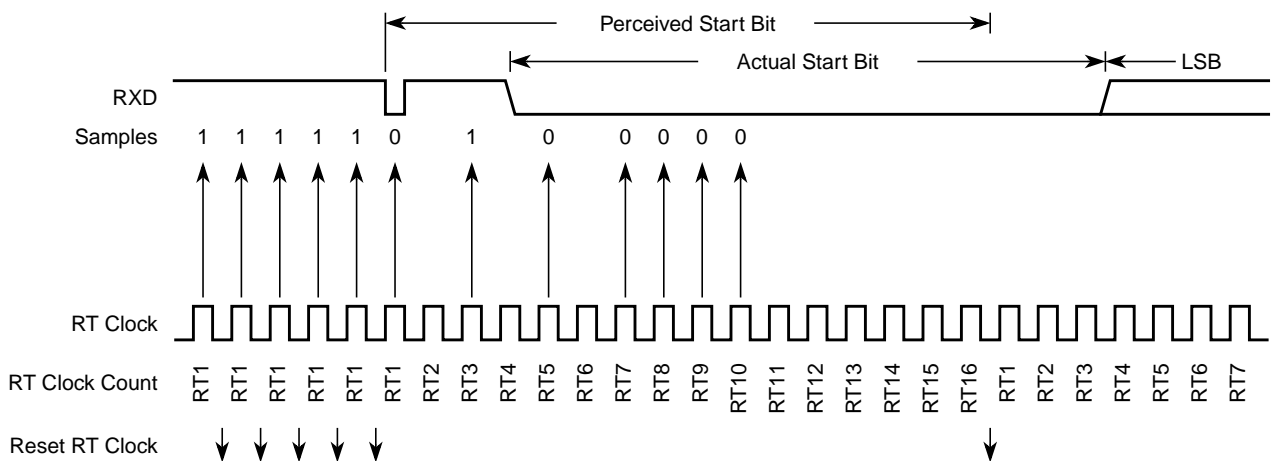 Perceived Start Bit
Actual Start Bit LSB
RXD
Samples 1 1 1 1 1 0 1 0 0 0 0 0
RT Clock
RT Clock Count RT1 RT1 RT1 RT1 RT1 RT1 RT2 RT3 RT4 RT5 RT6 RT7 RT8 RT9 RT10 RT11 RT12 RT13 RT14 RT15 RT16 RT1 RT2 RT3 RT4 RT5 RT6 RT7
Reset RT Clock